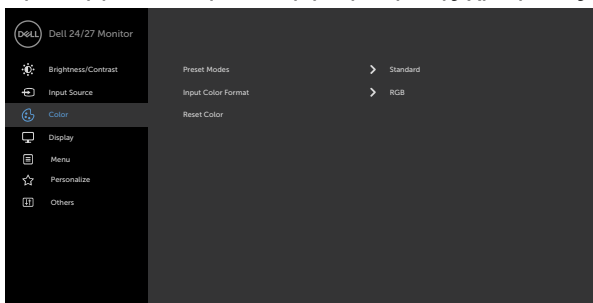 DELL
Dell 24/27 Monitor
Brightness/Contrast
Preset Modes
Standard
Input Source
Input Color Format
RGB
Color
Reset Color
Display
Menu
Personalize
Others